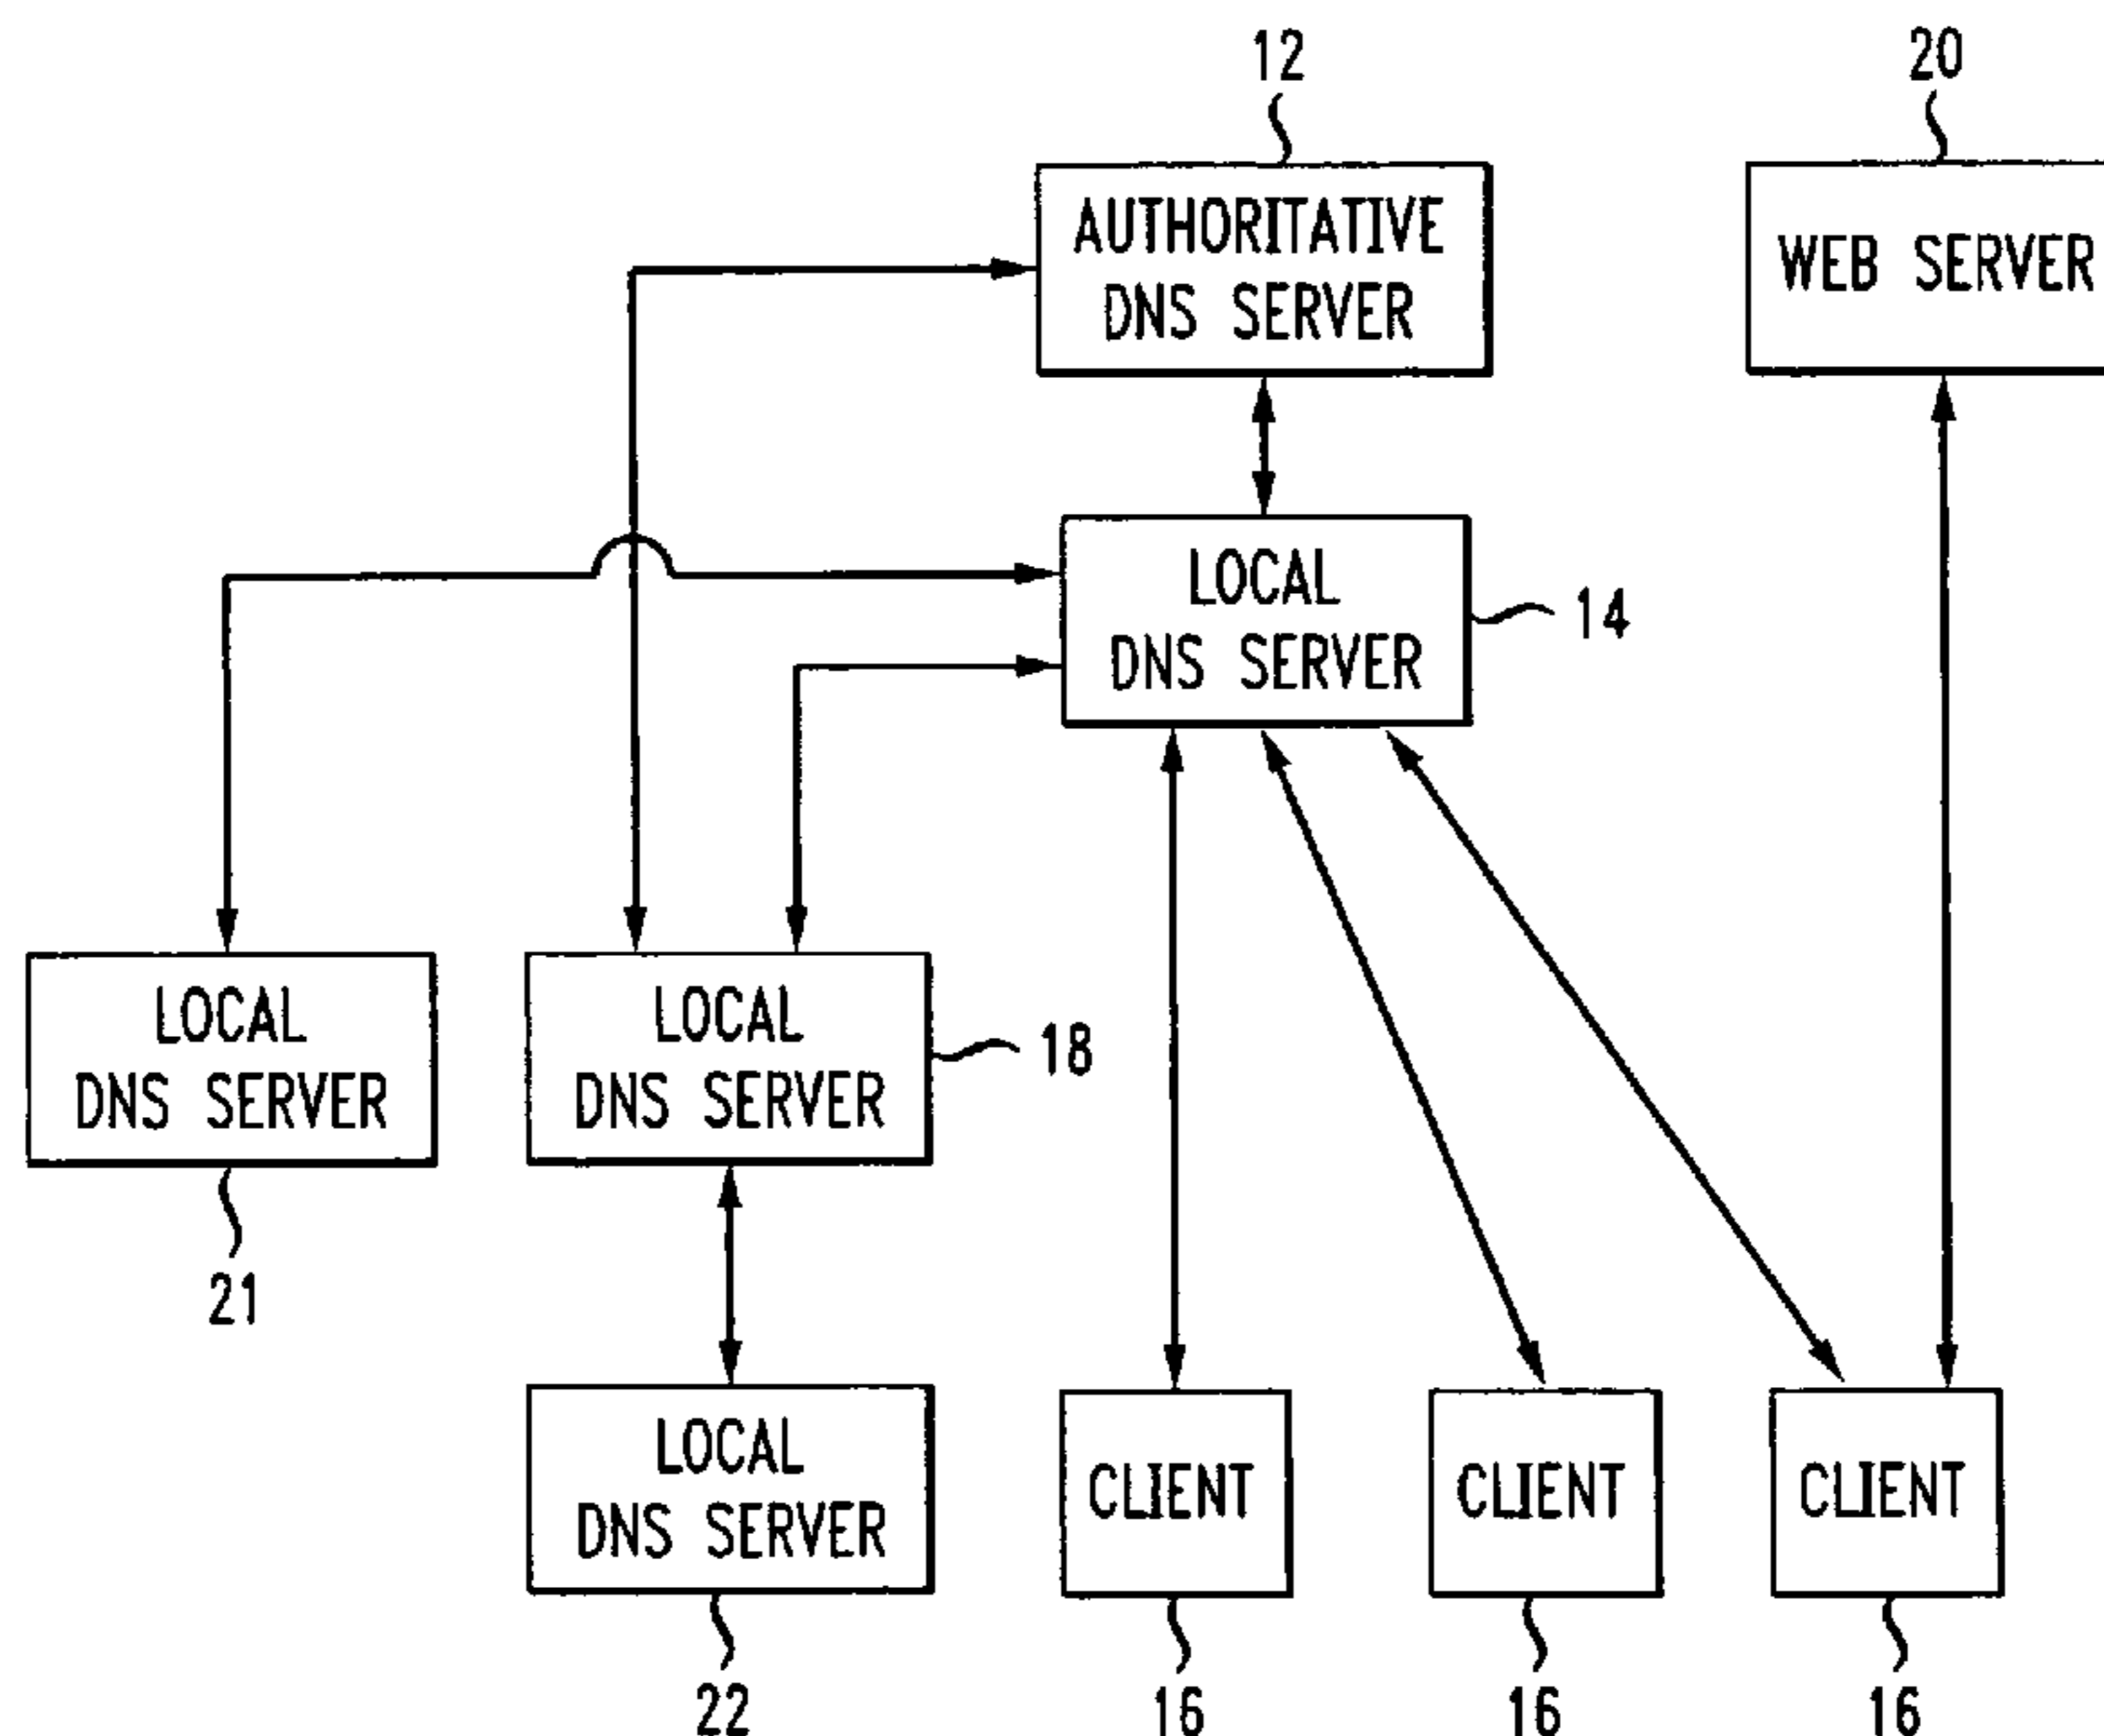 12
20
AUTHORITATIVE
DNS SERVER
WEB SERVER
LOCAL
DNS SERVER
14
LOCAL
DNS SERVER
LOCAL
DNS SERVER
18
21
LOCAL
DNS SERVER
CLIENT
CLIENT
CLIENT
22
16
16
16